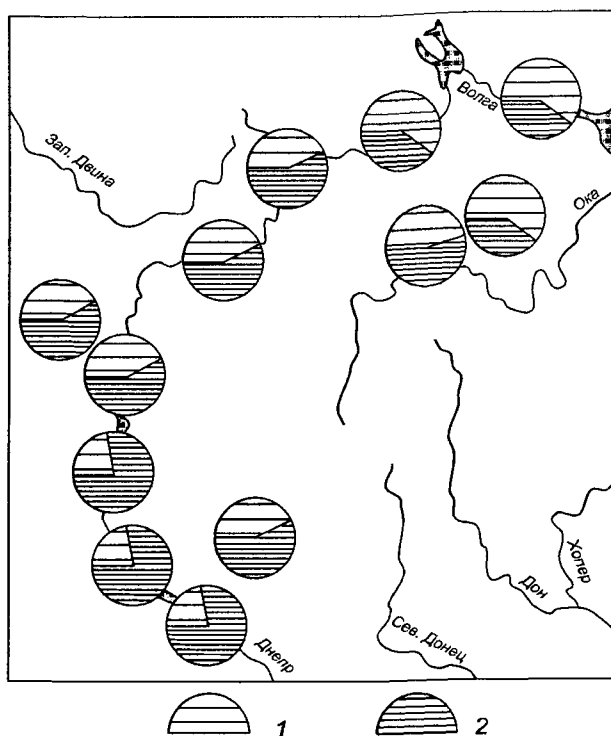 Волга
Зап. Двина
Ока
Хопер
Дон
Сев. Донец
Днепр
1 2